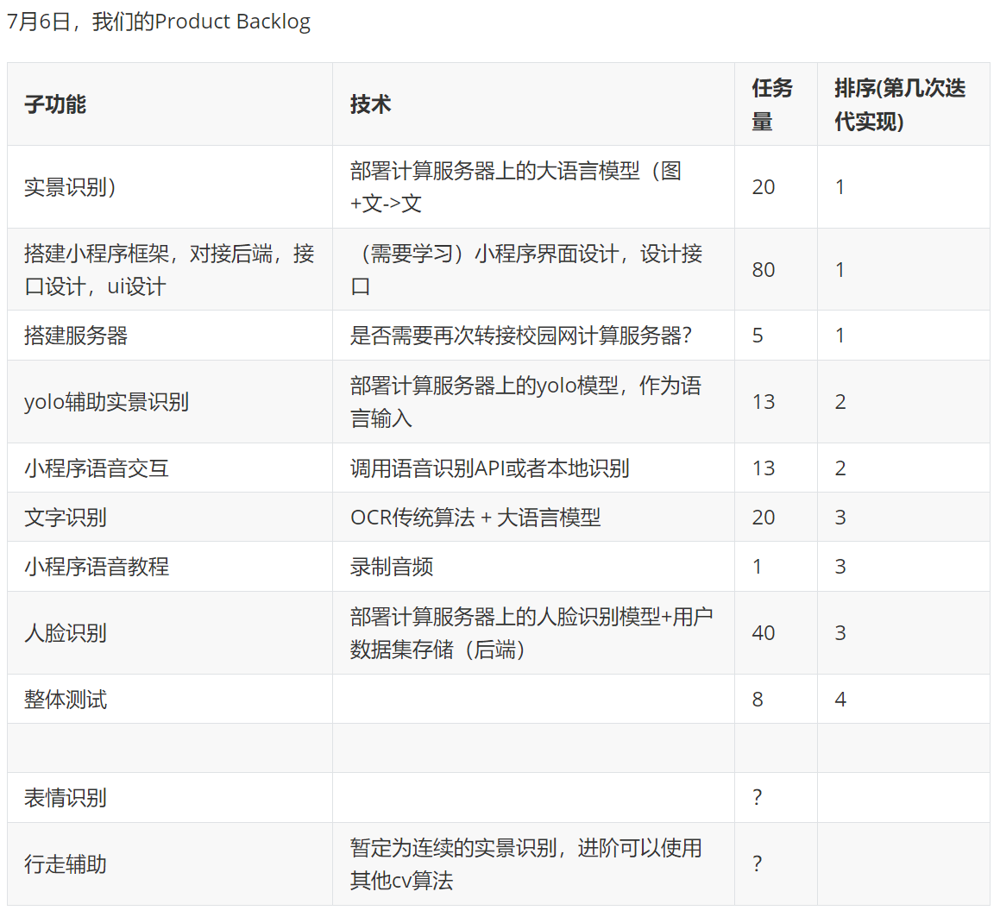 7月6日，我们的Product Backlog
子功能
技术
任务
量
排序(第几次迭
代实现)
实景识别）
部署计算服务器上的大语言模型（图
+文->文
20
1
搭建小程序框架，对接后端，接
口设计，ui设计
（需要学习）小程序界面设计，设计接
口
80
1
搭建服务器
是否需要再次转接校园网计算服务器？
5
1
yolo辅助实景识别
部署计算服务器上的yolo模型，作为语
言输入
13
2
小程序语音交互
调用语音识别API或者本地识别
13
2
文字识别
OCR传统算法 + 大语言模型
20
3
小程序语音教程
录制音频
1
3
人脸识别
部署计算服务器上的人脸识别模型+用户
数据集存储（后端）
40
3
整体测试
8
4
表情识别
？
行走辅助
暂定为连续的实景识别，进阶可以使用
其他cv算法
？